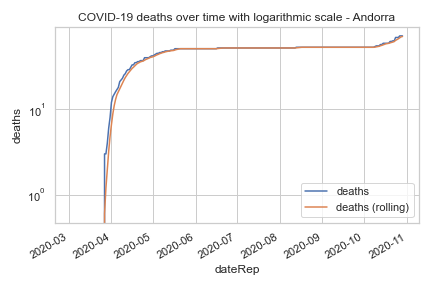 COVID-19 deaths over time with logarithmic scale - Andorra
deaths
10¹
10⁰
deaths
deaths (rolling)
2020-03
2020-04
2020-05
2020-06
2020-07
2020-08
2020-09
2020-10
2020-11
dateRep